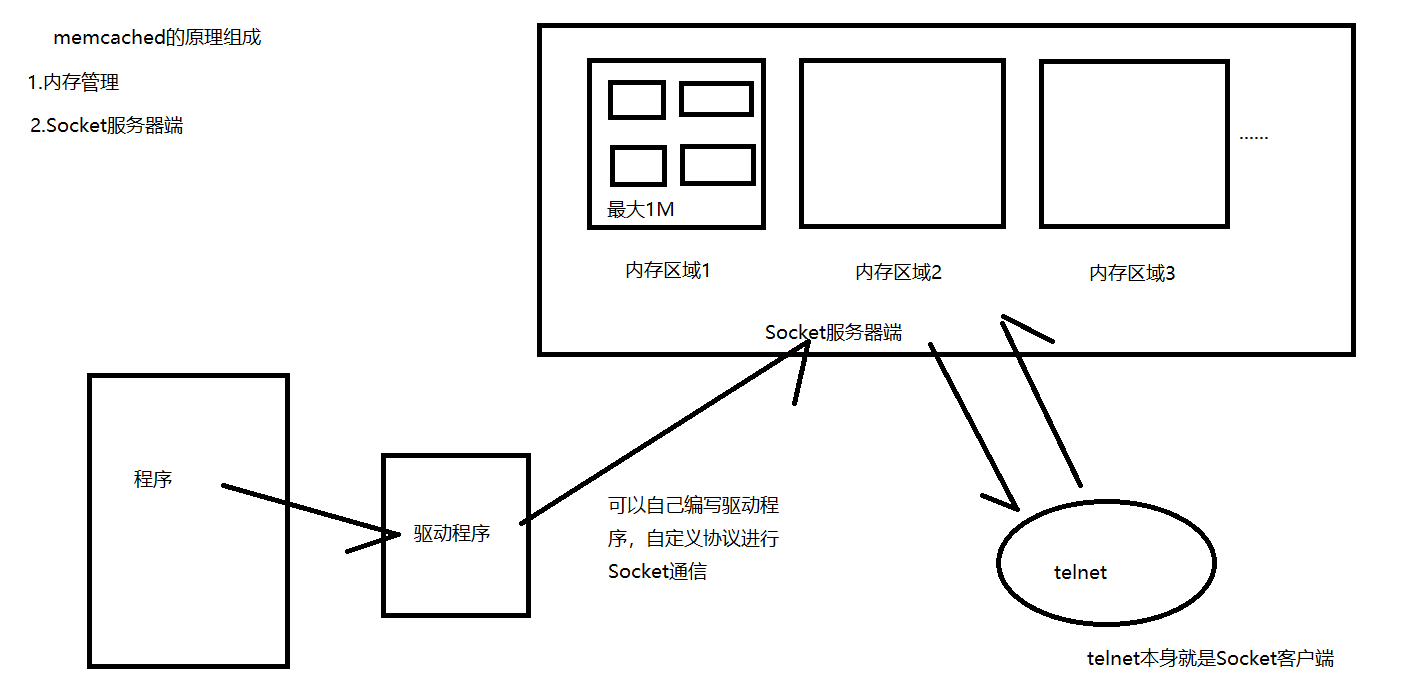 memcached的原理组成
1.内存管理
2.Socket服务器端
最大1M
......
内存区域1
内存区域2
内存区域3
Socket服务器端
程序
驱动程序
可以自己编写驱动程
序，自定义协议进行
Socket通信
telnet
telnet本身就是Socket客户端